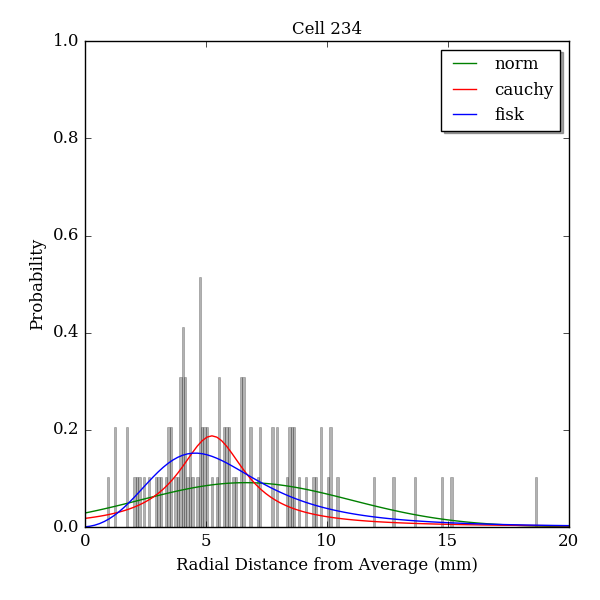 Cell 234
1.0
0.8
0.6
0.4
0.2
0.0
Probability
norm
cauchy
fisk
0 5 10 15 20
Radial Distance from Average (mm)